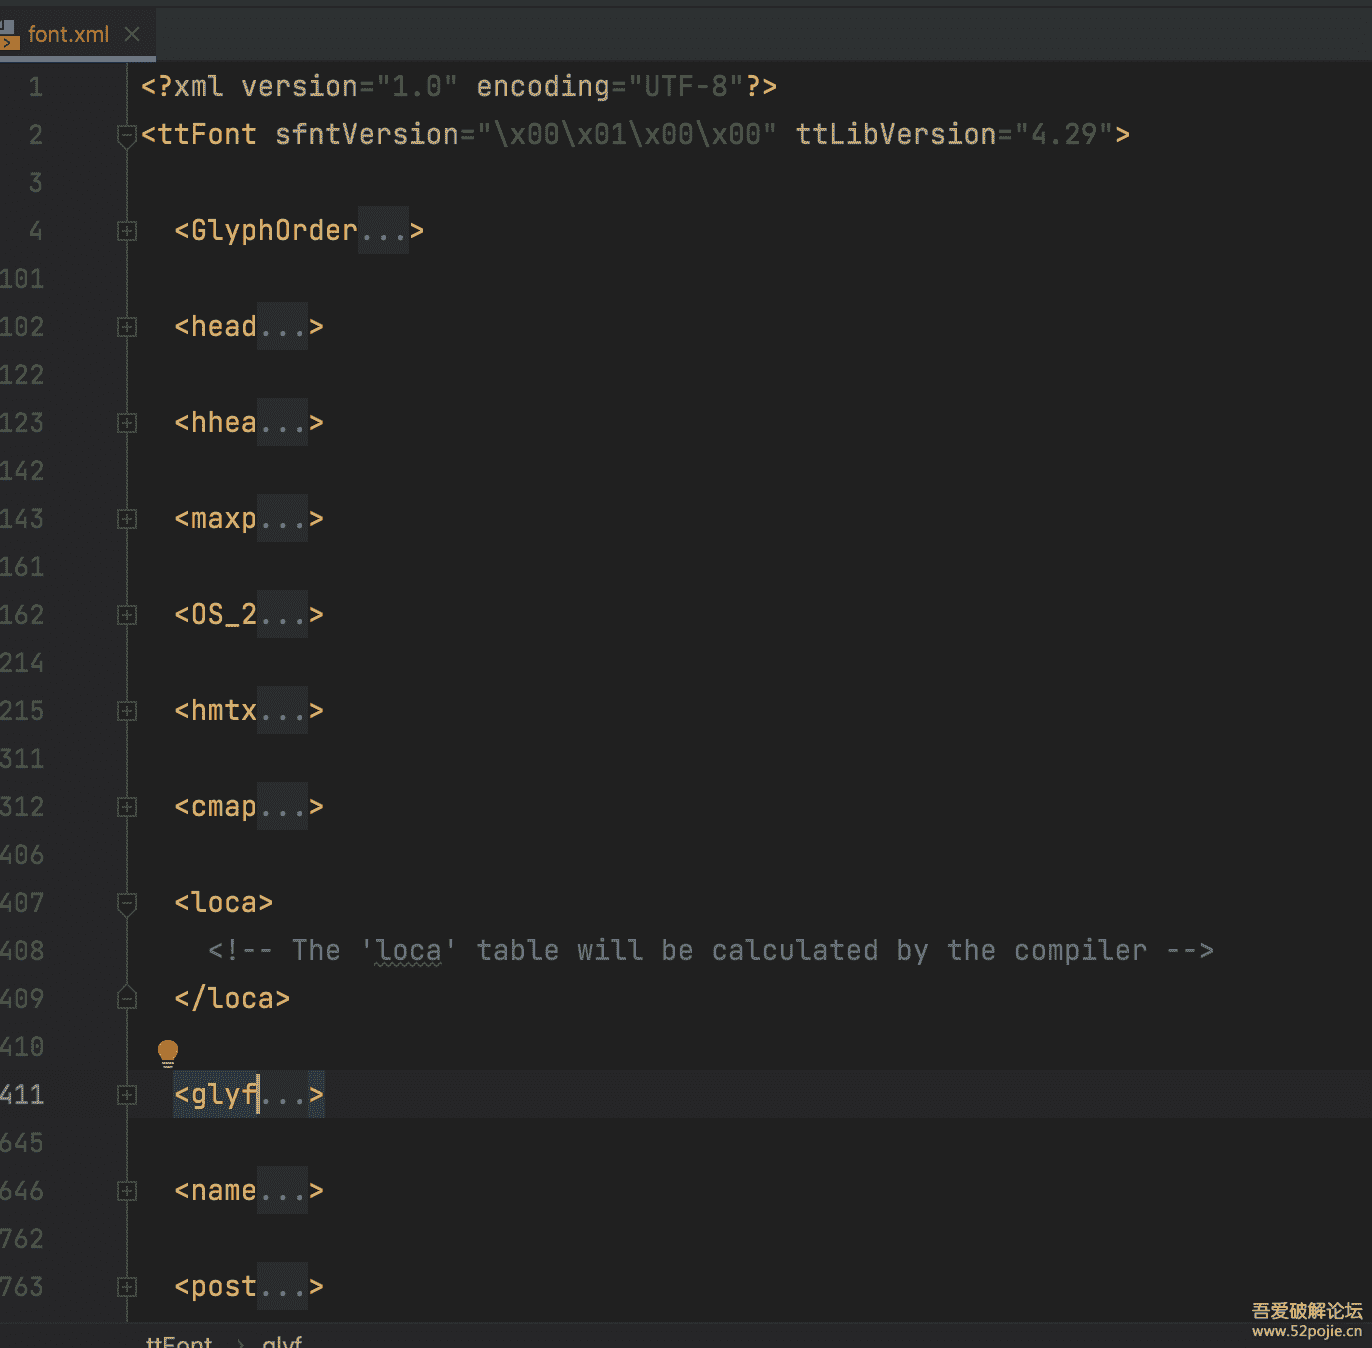 font.xml
1 <?xml version="1.0" encoding="UTF-8"?>
2 <ttFont sfntVersion="\x00\x01\x00\x00" ttLibVersion="4.29">
3
4 <GlyphOrder...>
101
102 <head...>
122
123 <hhea...>
142
143 <maxp...>
161
162 <OS_2...>
214
215 <hmtx...>
311
312 <cmap...>
406
407 <loca>
408 <!-- The 'loca' table will be calculated by the compiler -->
409 </loca>
410
411 <glyf...>
645
646 <name...>
762
763 <post...>
ttFont › glyf
吾爱破解论坛
www.52pojie.cn